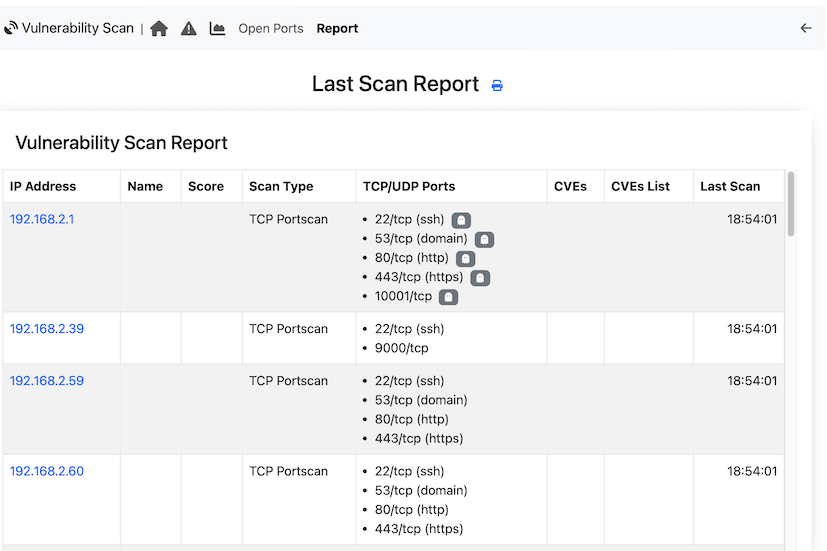 Vulnerability Scan | Open Ports Report
Last Scan Report
Vulnerability Scan Report
IP Address Name Score Scan Type TCP/UDP Ports CVEs CVEs List Last Scan
192.168.2.1 TCP Portscan • 22/tcp (ssh) 18:54:01
• 53/tcp (domain)
• 80/tcp (http)
• 443/tcp (https)
• 10001/tcp
192.168.2.39 TCP Portscan • 22/tcp (ssh) 18:54:01
• 9000/tcp
192.168.2.59 TCP Portscan • 22/tcp (ssh) 18:54:01
• 53/tcp (domain)
• 80/tcp (http)
• 443/tcp (https)
192.168.2.60 TCP Portscan • 22/tcp (ssh) 18:54:01
• 53/tcp (domain)
• 80/tcp (http)
• 443/tcp (https)